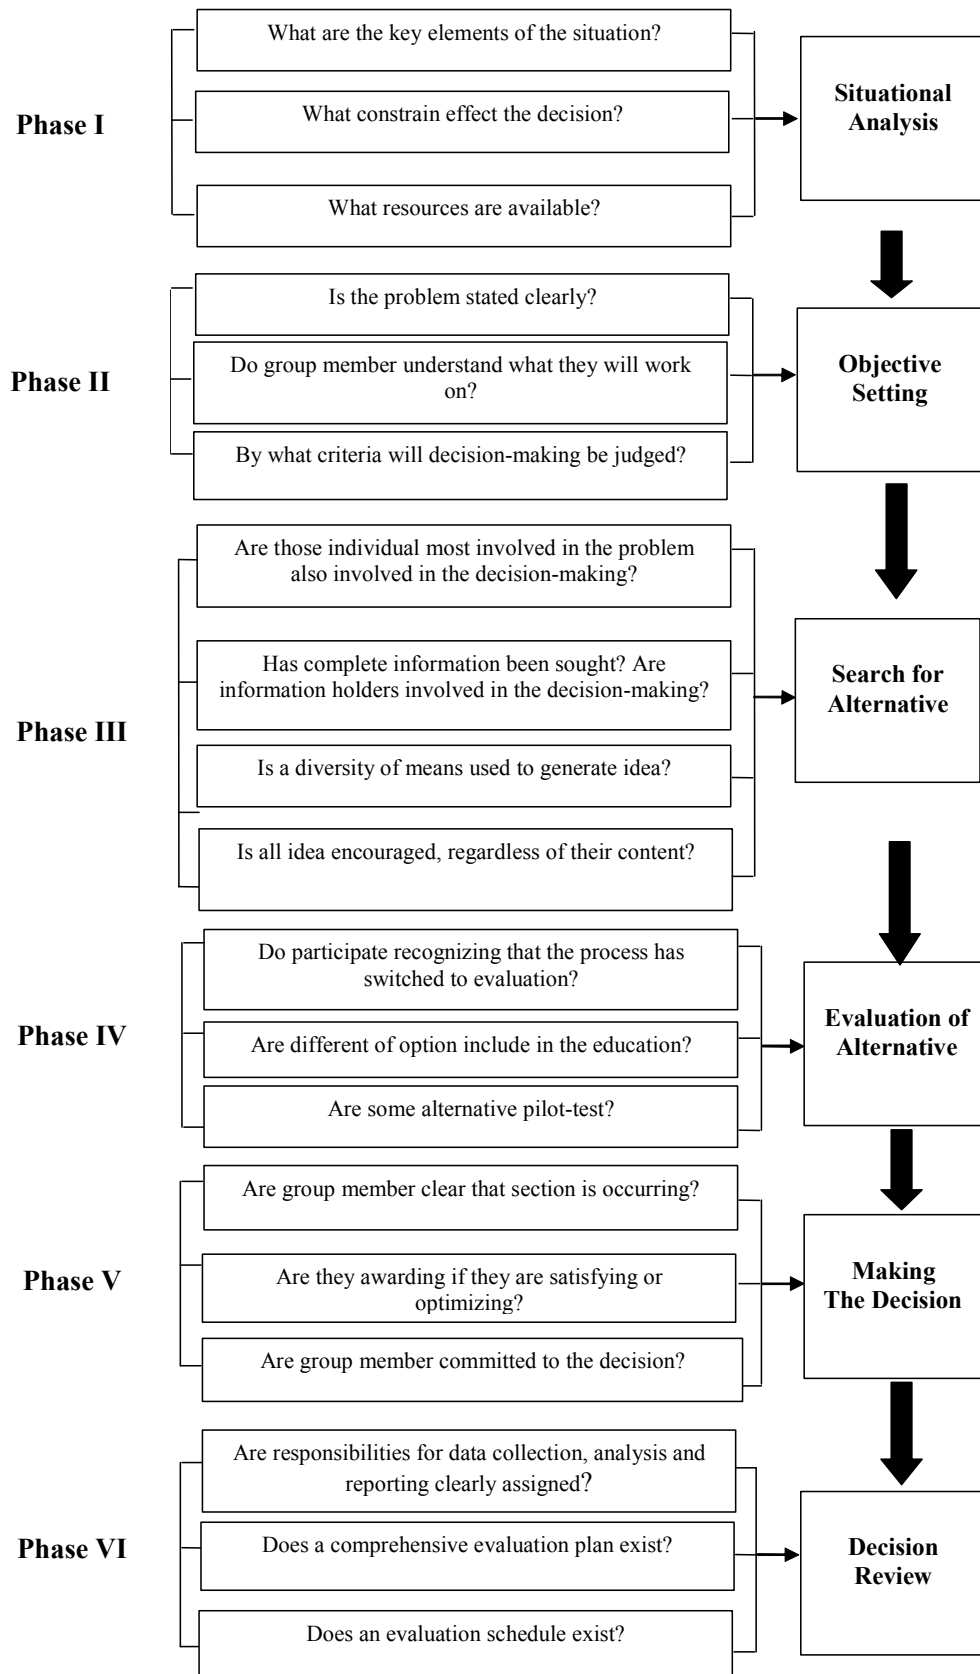 Phase I
What are the key elements of the situation?
What constrain effect the decision?
What resources are available?
Situational
Analysis
Phase II
Is the problem stated clearly?
Do group member understand what they will work
on?
By what criteria will decision-making be judged?
Objective
Setting
Phase III
Are those individual most involved in the problem
also involved in the decision-making?
Has complete information been sought? Are
information holders involved in the decision-making?
Is a diversity of means used to generate idea?
Is all idea encouraged, regardless of their content?
Search for
Alternative
Phase IV
Do participate recognizing that the process has
switched to evaluation?
Are different of option include in the education?
Are some alternative pilot-test?
Evaluation of
Alternative
Phase V
Are group member clear that section is occurring?
Are they awarding if they are satisfying or
optimizing?
Are group member committed to the decision?
Making
The Decision
Phase VI
Are responsibilities for data collection, analysis and
reporting clearly assigned?
Does a comprehensive evaluation plan exist?
Does an evaluation schedule exist?
Decision
Review